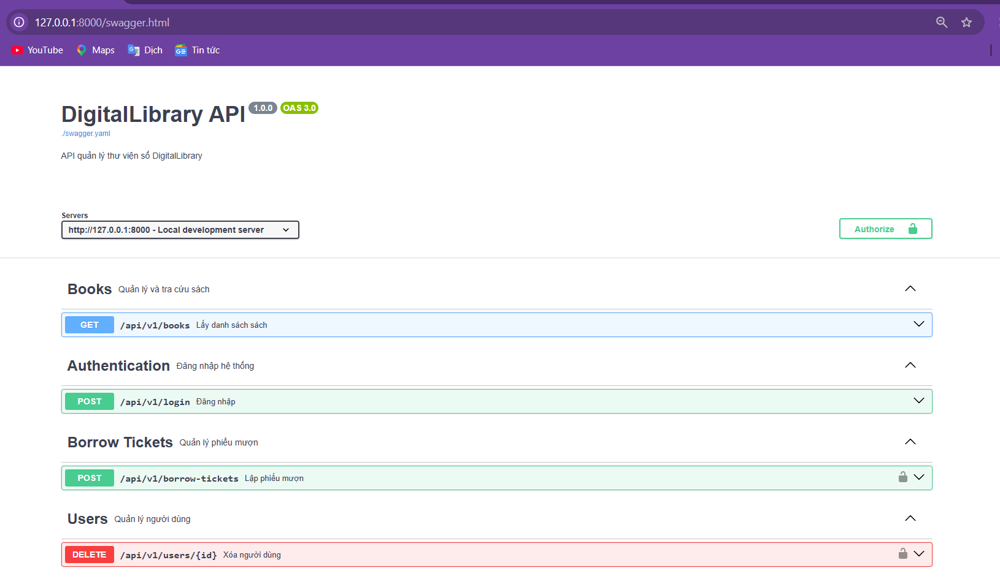 127.0.0.1:8000/swagger.html
YouTube Maps Dịch Tin tức
DigitalLibrary API 1.0.0 OAS 3.0
./swagger.yaml
API quản lý thư viện số DigitalLibrary
Servers
http://127.0.0.1:8000 - Local development server
Authorize
Books Quản lý và tra cứu sách
GET /api/v1/books Lấy danh sách sách
Authentication Đăng nhập hệ thống
POST /api/v1/login Đăng nhập
Borrow Tickets Quản lý phiếu mượn
POST /api/v1/borrow-tickets Lập phiếu mượn
Users Quản lý người dùng
DELETE /api/v1/users/{id} Xóa người dùng